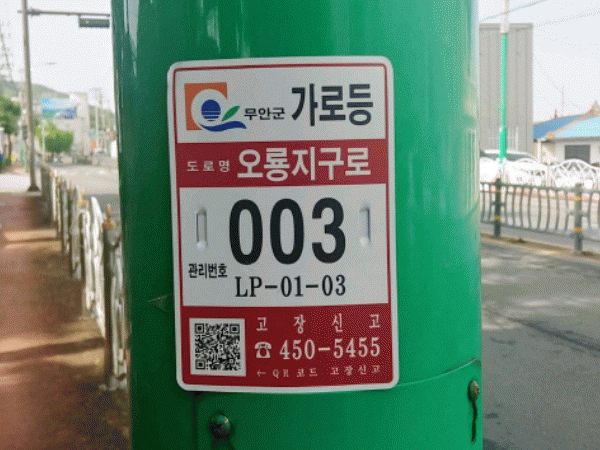 무안군 가로등
도로명 오룡지구로
003
관리번호 LP-01-03
고장신고
☎ 450-5455
← QR코드 고장신고